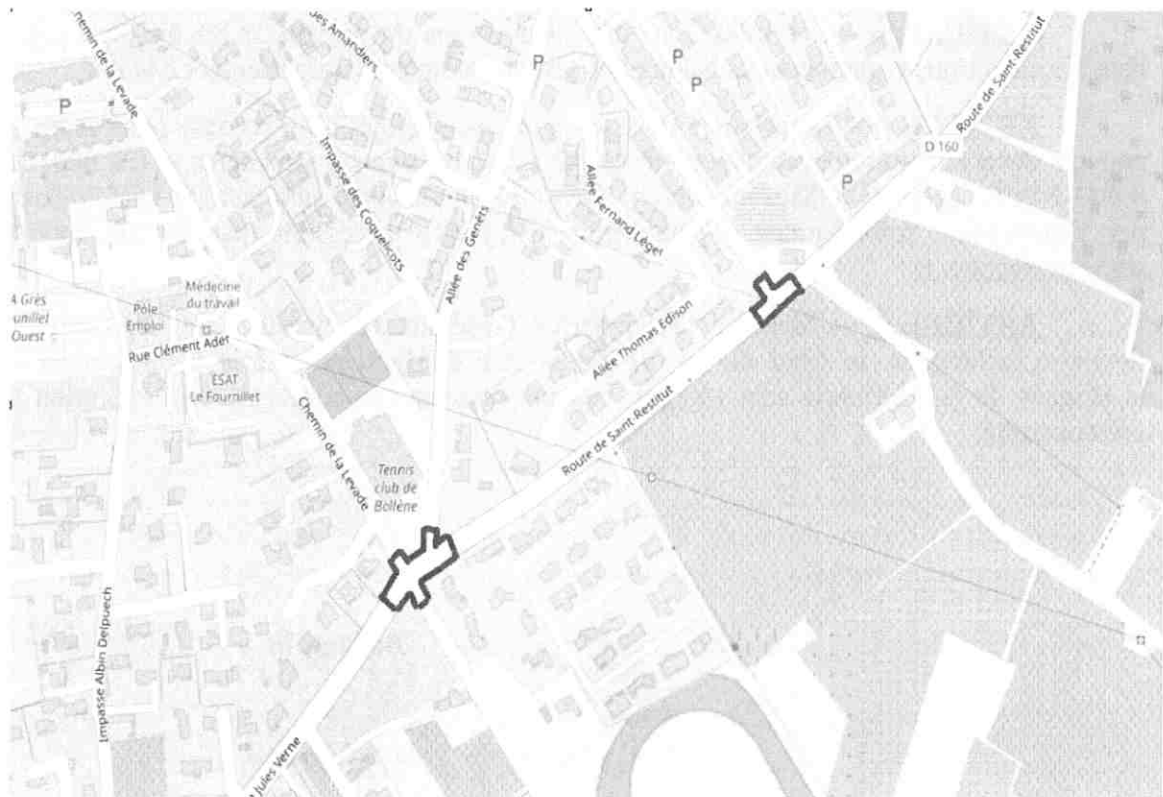 Chemin de la Levade
P
Amandiers
P
P
P
Route de Saint-Restitut
D 160
P
Impasse des Coquelicots
Allée des Genêts
Allée Fernand Léger
Médecine
du travail
Pôle
Emploi
Ouest
Rue Clément Ader
ESAT
Le Fournillet
Allée Thomas Edison
Chemin de la Levade
Route de Saint-Restitut
Tennis
club de
Bollène
Impasse Albin Delpuech
Jules Verne